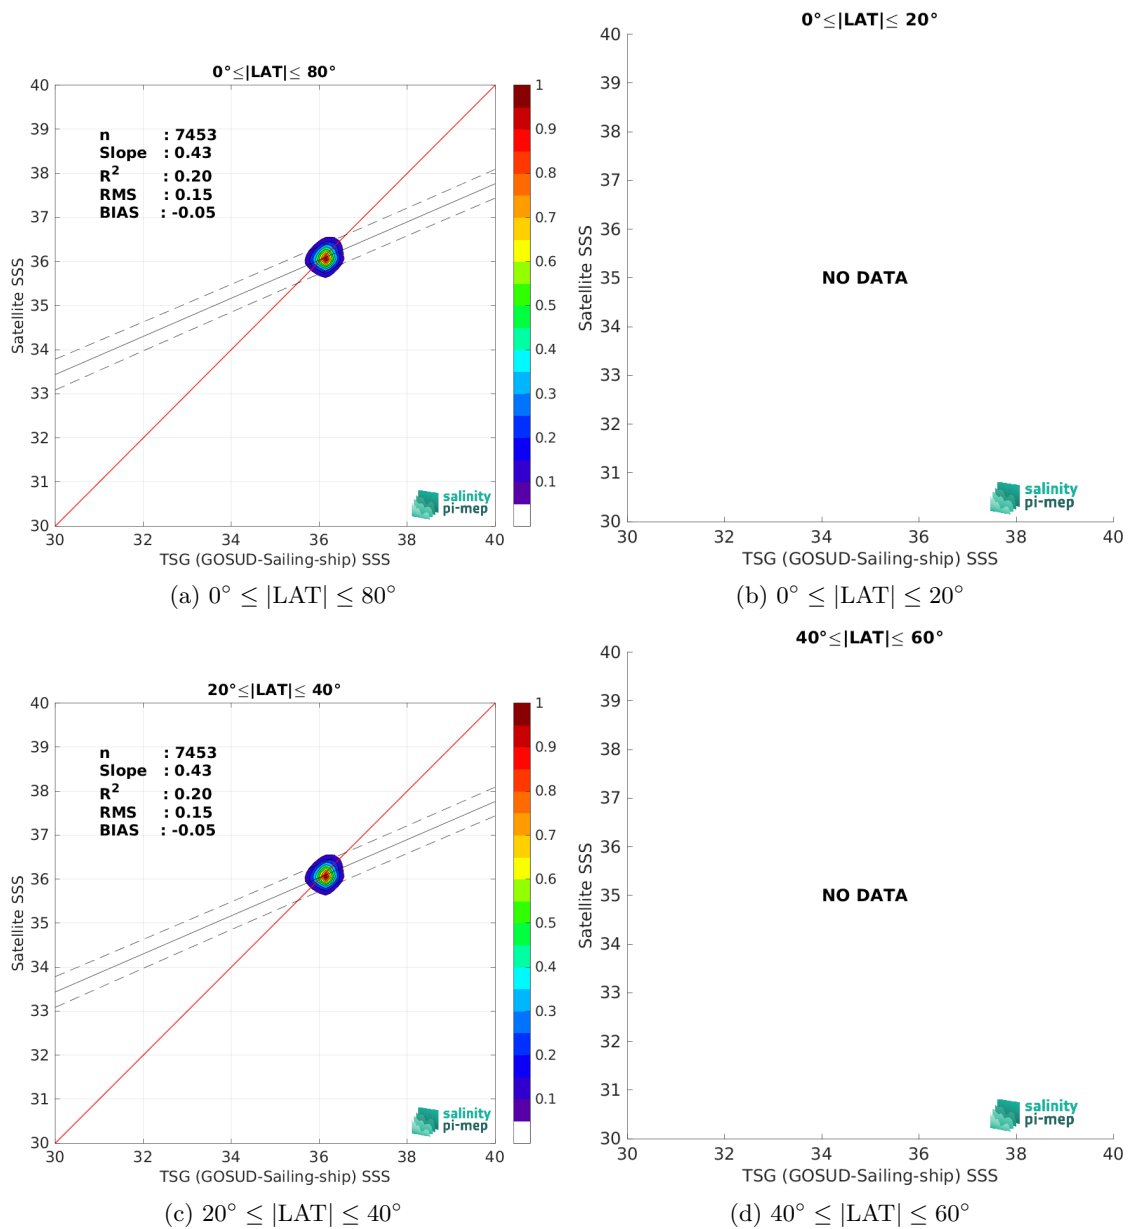 0°≤|LAT|≤ 80°
n : 7453
Slope : 0.43
R² : 0.20
RMS : 0.15
BIAS : -0.05
40
39
38
37
36
35
34
33
32
31
30
30 32 34 36 38 40
Satellite SSS
TSG (GOSUD-Sailing-ship) SSS
1
0.9
0.8
0.7
0.6
0.5
0.4
0.3
0.2
0.1
salinity
pi-mep
(a) 0° ≤ |LAT| ≤ 80°
0°≤|LAT|≤ 20°
40
39
38
37
36
35
34
33
32
31
30
30 32 34 36 38 40
Satellite SSS
NO DATA
TSG (GOSUD-Sailing-ship) SSS
salinity
pi-mep
(b) 0° ≤ |LAT| ≤ 20°
20°≤|LAT|≤ 40°
n : 7453
Slope : 0.43
R² : 0.20
RMS : 0.15
BIAS : -0.05
40
39
38
37
36
35
34
33
32
31
30
30 32 34 36 38 40
Satellite SSS
TSG (GOSUD-Sailing-ship) SSS
1
0.9
0.8
0.7
0.6
0.5
0.4
0.3
0.2
0.1
salinity
pi-mep
(c) 20° ≤ |LAT| ≤ 40°
40°≤|LAT|≤ 60°
40
39
38
37
36
35
34
33
32
31
30
30 32 34 36 38 40
Satellite SSS
NO DATA
TSG (GOSUD-Sailing-ship) SSS
salinity
pi-mep
(d) 40° ≤ |LAT| ≤ 60°